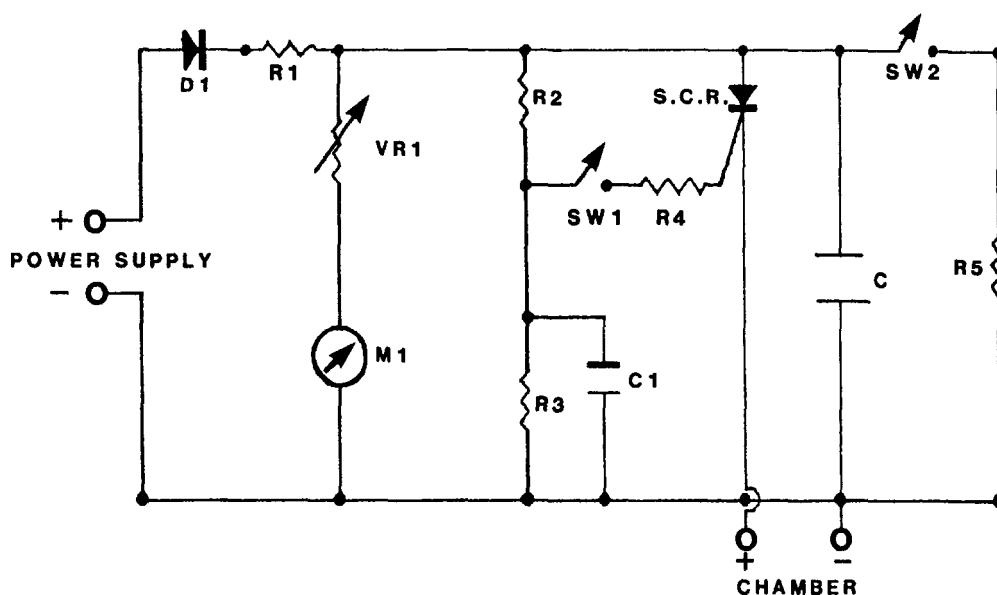 D1
R1
SW2
R2
S.C.R.
VR1
SW1
R4
+
POWER SUPPLY
-
C
R5
M1
R3
C1
+ -
CHAMBER